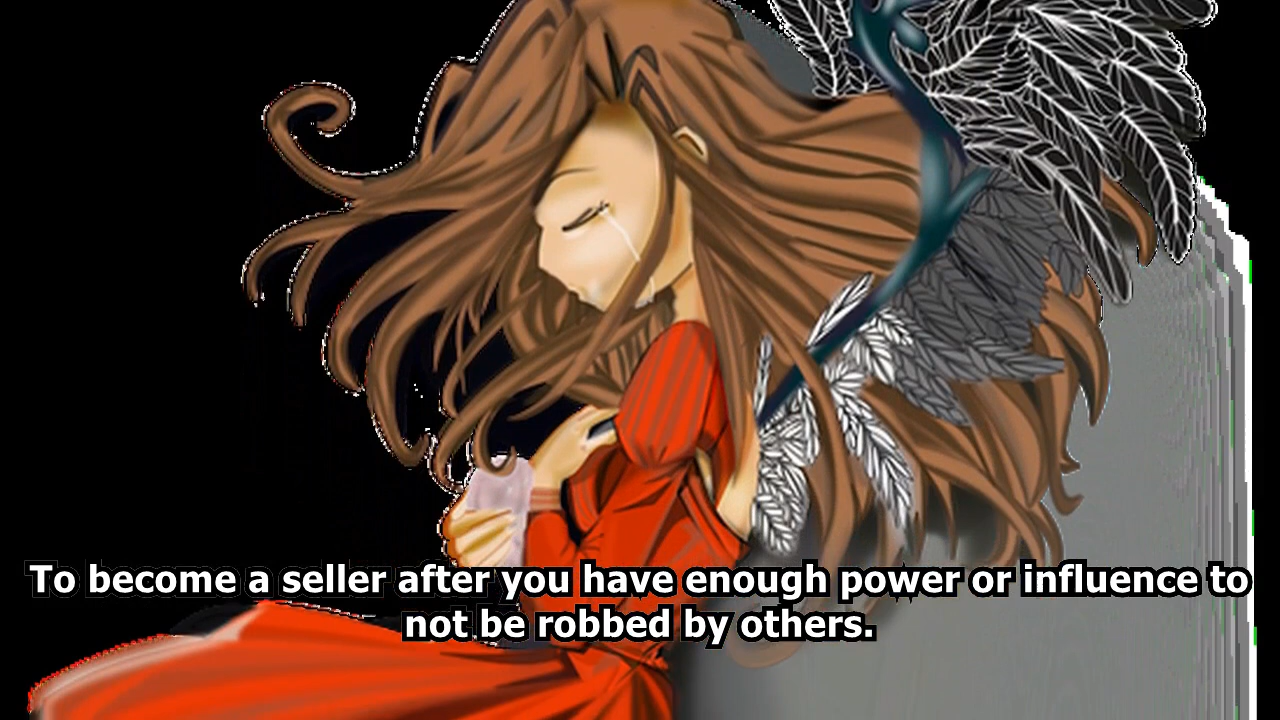 To become a seller after you have enough power or influence to
not be robbed by others.